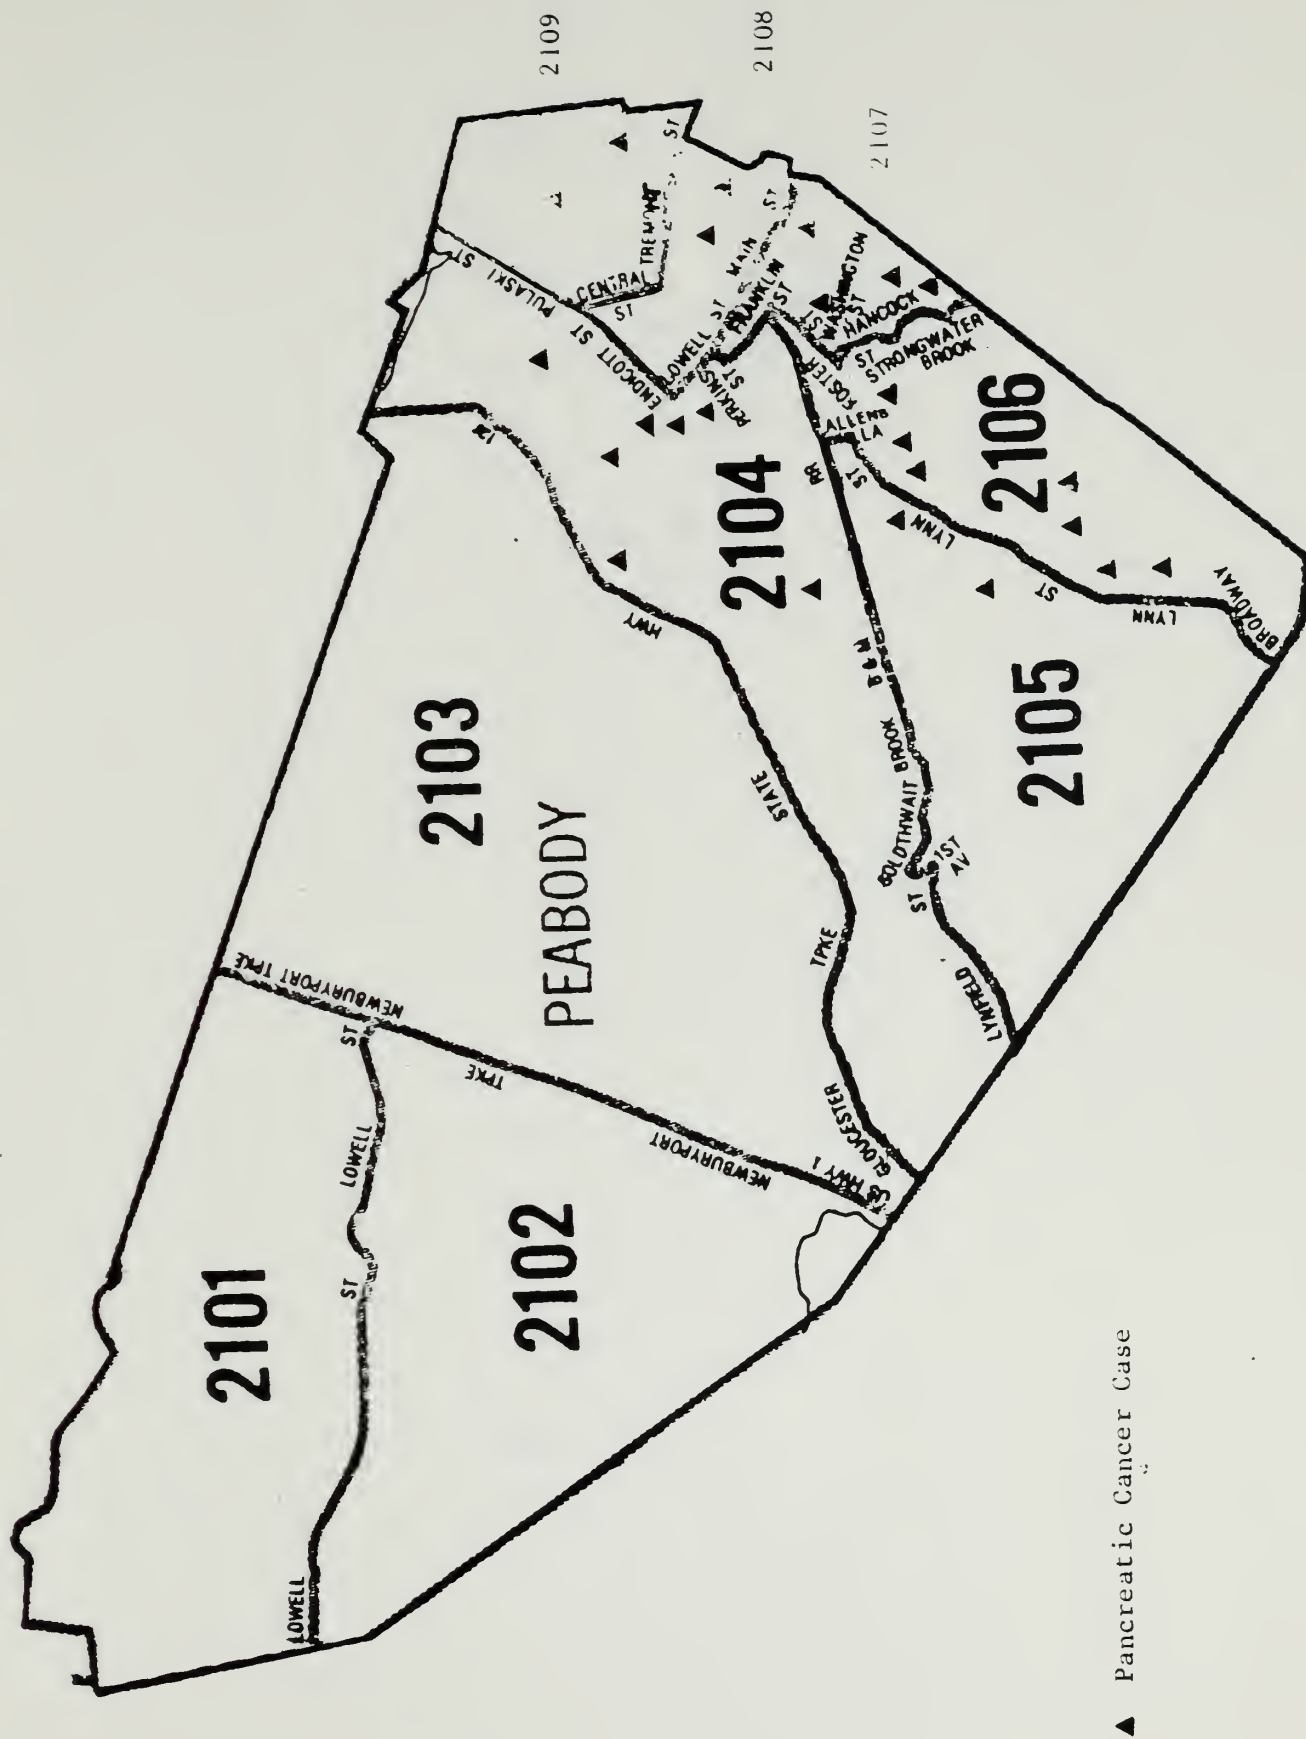 2109
2108
2107
2101
2102
2103
2104
2105
2106
PEABODY
LOWELL
ST
LOWELL
ST
NEWBURYPORT TPKE
TPKE
NEWBURYPORT
US HWY 1
GLOUCESTER
TPKE
STATE
HWY
LYNFIELD
ST
1ST
AV
GOLDTHWAIT BROOK
B & M
RR
PULASKI ST
ENDICOTT ST
CENTRAL
ST
TREMONT
ST
LOWELL ST
MAIN
ST
PERKINS
ST
FRANKLIN
ST
FOSTER
ST
WASHINGTON
ST
HANCOCK
ST
STRONGWATER
BROOK
ALLENS
LA
LYNN
ST
LYNN
ST
BROADWAY
▲ Pancreatic Cancer Case